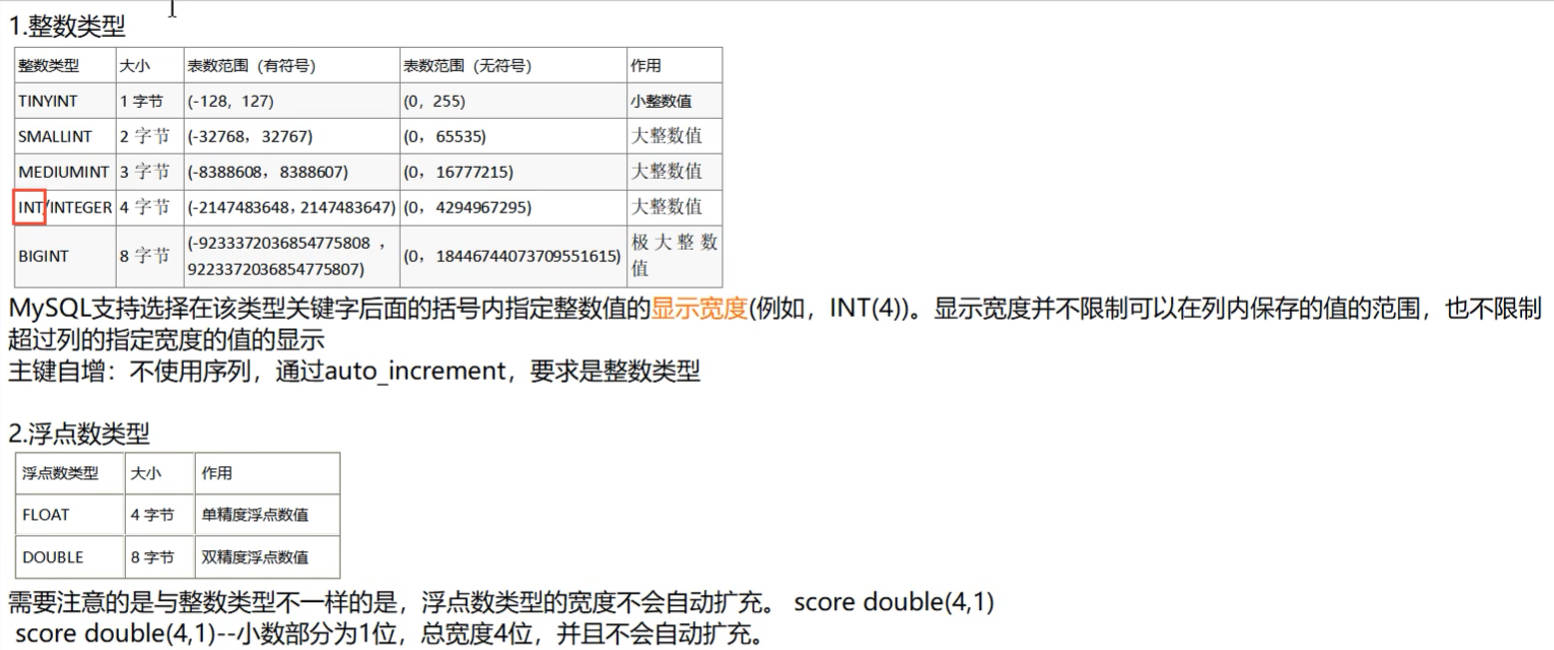 1.整数类型
整数类型 大小 表数范围（有符号） 表数范围（无符号） 作用
TINYINT 1 字节 (-128，127) (0，255) 小整数值
SMALLINT 2 字节 (-32768，32767) (0，65535) 大整数值
MEDIUMINT 3 字节 (-8388608，8388607) (0，16777215) 大整数值
INT/INTEGER 4 字节 (-2147483648，2147483647) (0，4294967295) 大整数值
BIGINT 8 字节 (-9233372036854775808 ，9223372036854775807) (0，18446744073709551615) 极大整数值
MySQL支持选择在该类型关键字后面的括号内指定整数值的显示宽度(例如，INT(4))。显示宽度并不限制可以在列内保存的值的范围，也不限制
超过列的指定宽度的值的显示
主键自增：不使用序列，通过auto_increment，要求是整数类型
2.浮点数类型
浮点数类型 大小 作用
FLOAT 4 字节 单精度浮点数值
DOUBLE 8 字节 双精度浮点数值
需要注意的是与整数类型不一样的是，浮点数类型的宽度不会自动扩充。 score double(4,1)
score double(4,1)--小数部分为1位，总宽度4位，并且不会自动扩充。